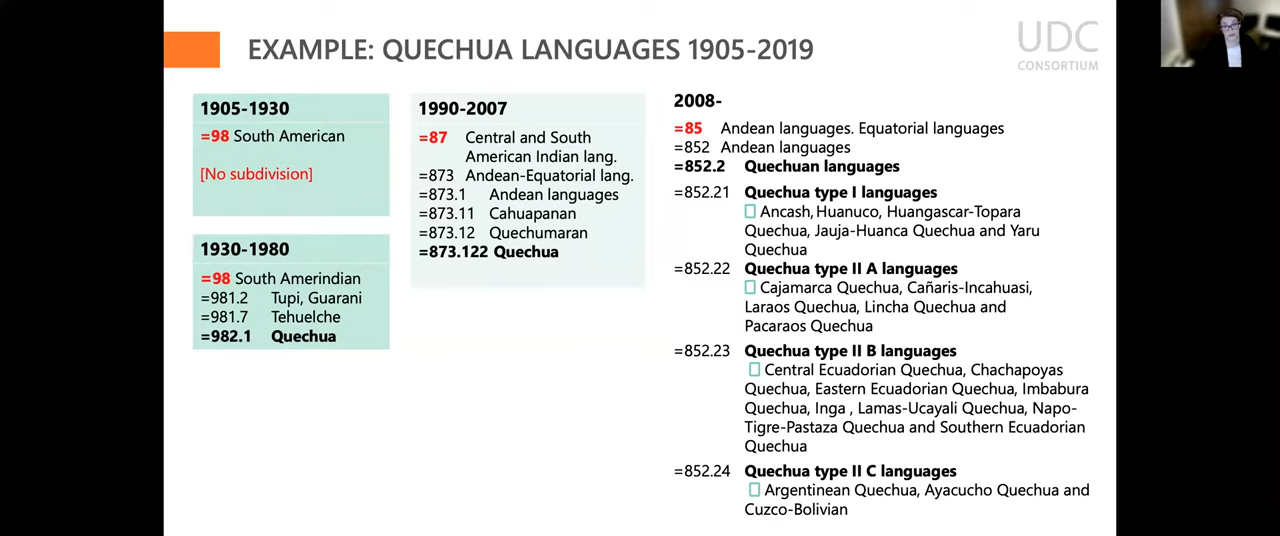 EXAMPLE: QUECHUA LANGUAGES 1905-2019
UDC
CONSORTIUM
1905-1930
=98 South American
[No subdivision]
1930-1980
=98 South Amerindian
=981.2 Tupi, Guarani
=981.7 Tehuelche
=982.1 Quechua
1990-2007
=87 Central and South
American Indian lang.
=873 Andean-Equatorial lang.
=873.1 Andean languages
=873.11 Cahuapanan
=873.12 Quechumaran
=873.122 Quechua
2008-
=85 Andean languages. Equatorial languages
=852 Andean languages
=852.2 Quechuan languages
=852.21 Quechua type I languages
Ancash, Huanuco, Huangascar-Topara
Quechua, Jauja-Huanca Quechua and Yaru
Quechua
=852.22 Quechua type II A languages
Cajamarca Quechua, Cañaris-Incahuasi,
Laraos Quechua, Lincha Quechua and
Pacaraos Quechua
=852.23 Quechua type II B languages
Central Ecuadorian Quechua, Chachapoyas
Quechua, Eastern Ecuadorian Quechua, Imbabura
Quechua, Inga , Lamas-Ucayali Quechua, Napo-
Tigre-Pastaza Quechua and Southern Ecuadorian
Quechua
=852.24 Quechua type II C languages
Argentinean Quechua, Ayacucho Quechua and
Cuzco-Bolivian